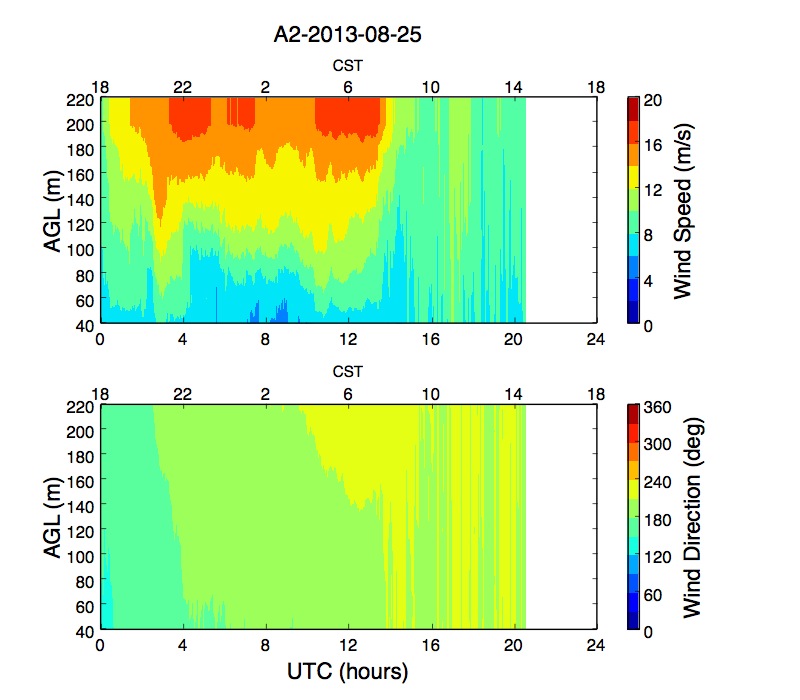 A2-2013-08-25
CST
18 22 2 6 10 14 18
220
200
180
160
140
120
100
80
60
40
AGL (m)
0 4 8 12 16 20 24
20
16
12
8
4
0
Wind Speed (m/s)
CST
18 22 2 6 10 14 18
220
200
180
160
140
120
100
80
60
40
AGL (m)
0 4 8 12 16 20 24
UTC (hours)
360
300
240
180
120
60
0
Wind Direction (deg)